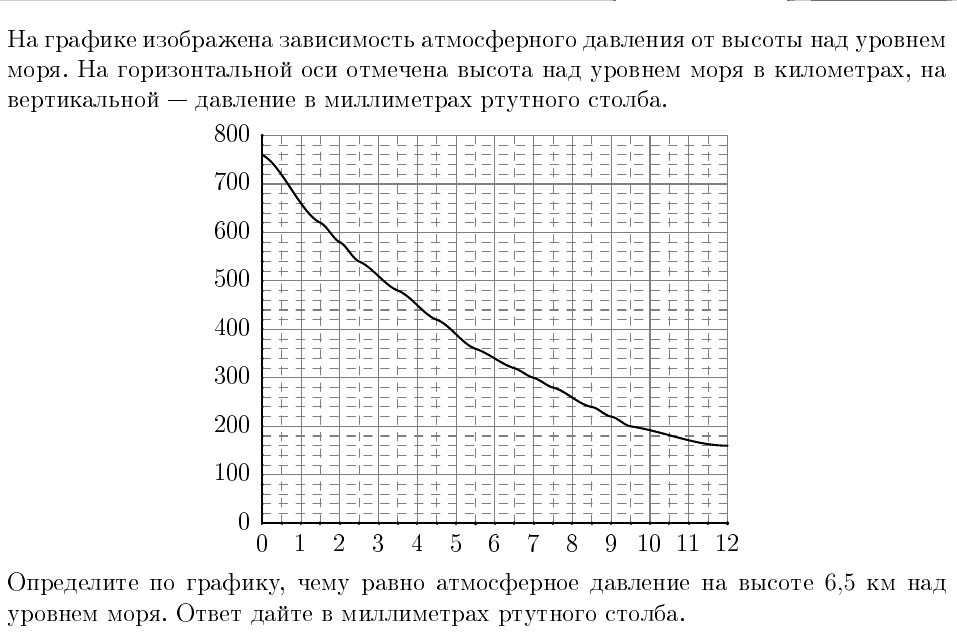 На графике изображена зависимость атмосферного давления от высоты над уровнем
моря. На горизонтальной оси отмечена высота над уровнем моря в километрах, на
вертикальной — давление в миллиметрах ртутного столба.
800
700
600
500
400
300
200
100
0
0 1 2 3 4 5 6 7 8 9 10 11 12
Определите по графику, чему равно атмосферное давление на высоте 6,5 км над
уровнем моря. Ответ дайте в миллиметрах ртутного столба.